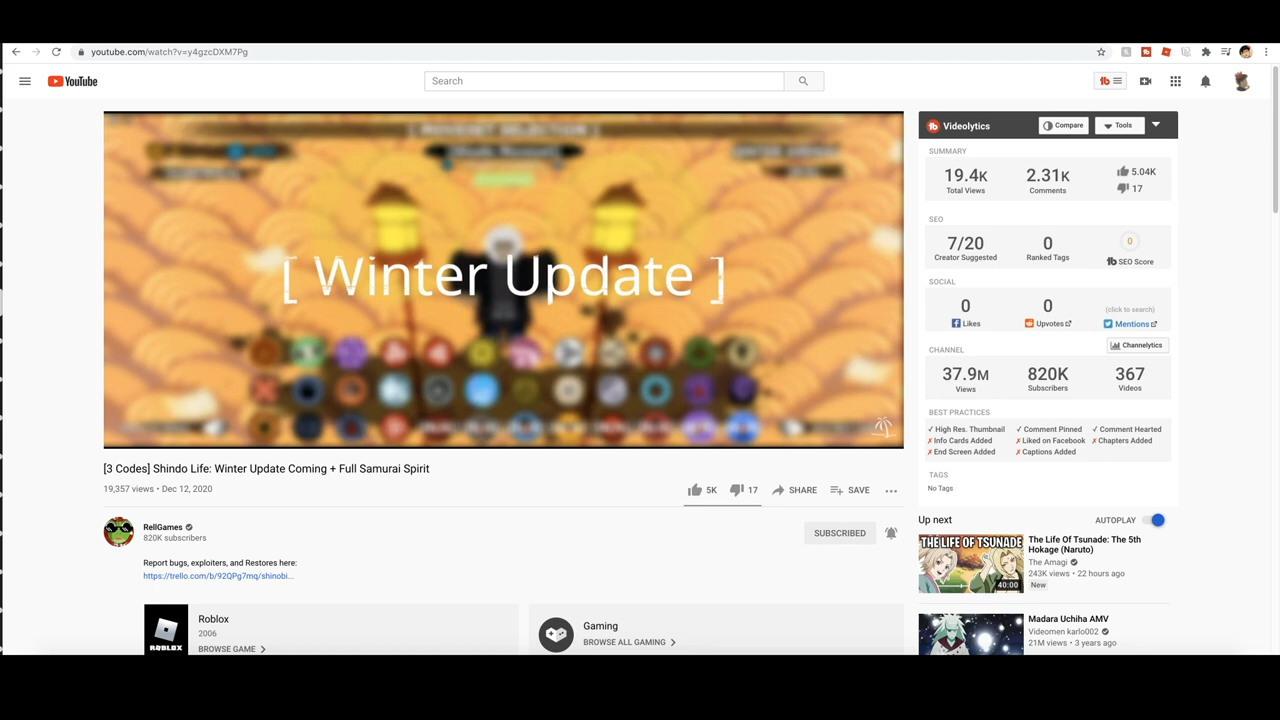 youtube.com/watch?v=y4gzcDXM7Pg
YouTube
Search
[ Winter Update ]
[3 Codes] Shindo Life: Winter Update Coming + Full Samurai Spirit
19,357 views • Dec 12, 2020
5K
17
SHARE
SAVE
RellGames
820K subscribers
SUBSCRIBED
Report bugs, exploiters, and Restores here:
https://trello.com/b/92QPg7mq/shinobi...
ROBLOX
Roblox
2006
BROWSE GAME
Gaming
BROWSE ALL GAMING
Videolytics
Compare
Tools
SUMMARY
19.4K
Total Views
2.31K
Comments
5.04K
17
SEO
7/20
Creator Suggested
0
Ranked Tags
0
SEO Score
SOCIAL
0
Likes
0
Upvotes
(click to search)
Mentions
CHANNEL
Channelytics
37.9M
Views
820K
Subscribers
367
Videos
BEST PRACTICES
✓ High Res. Thumbnail ✓ Comment Pinned ✓ Comment Hearted
✗ Info Cards Added ✗ Liked on Facebook ✗ Chapters Added
✗ End Screen Added ✗ Captions Added
TAGS
No Tags
Up next
AUTOPLAY
THE LIFE OF TSUNADE
40:00
The Life Of Tsunade: The 5th
Hokage (Naruto)
The Amagi
243K views • 22 hours ago
New
Madara Uchiha AMV
Videomen karlo002
21M views • 3 years ago